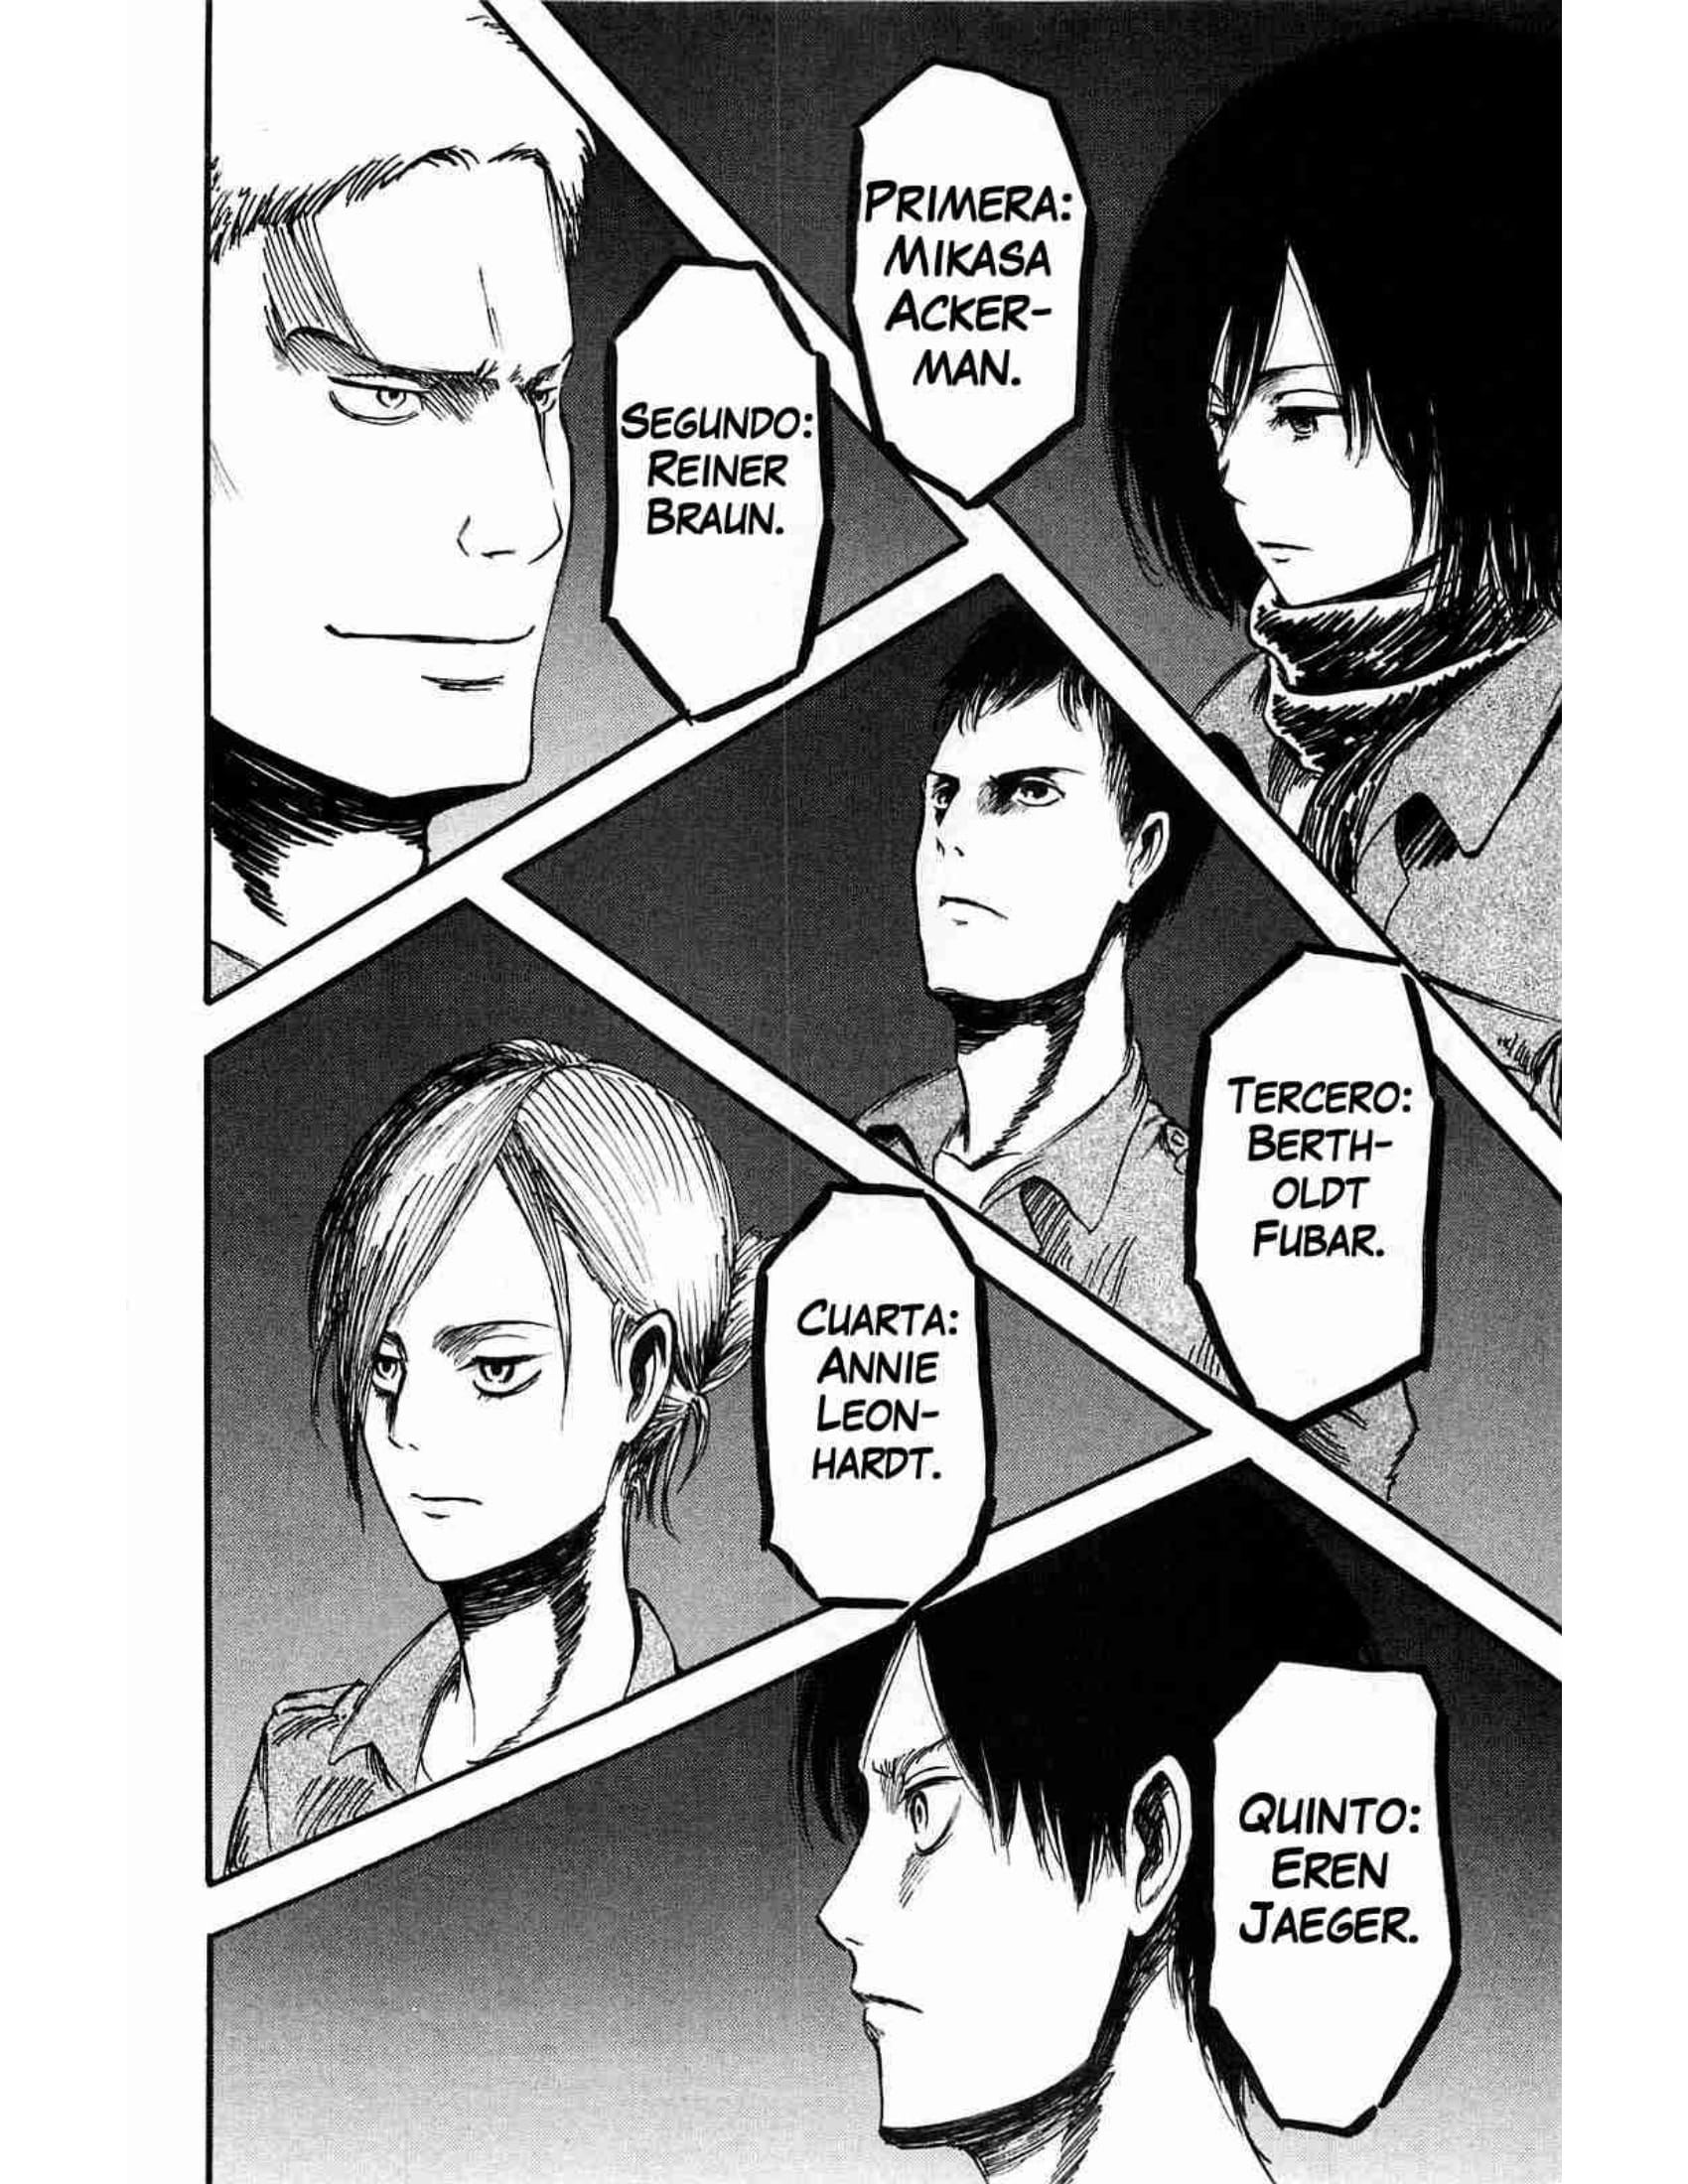 PRIMERA:
MIKASA
ACKER-
MAN.
SEGUNDO:
REINER
BRAUN.
TERCERO:
BERTH-
OLDT
FUBAR.
CUARTA:
ANNIE
LEON-
HARDT.
QUINTO:
EREN
JAEGER.